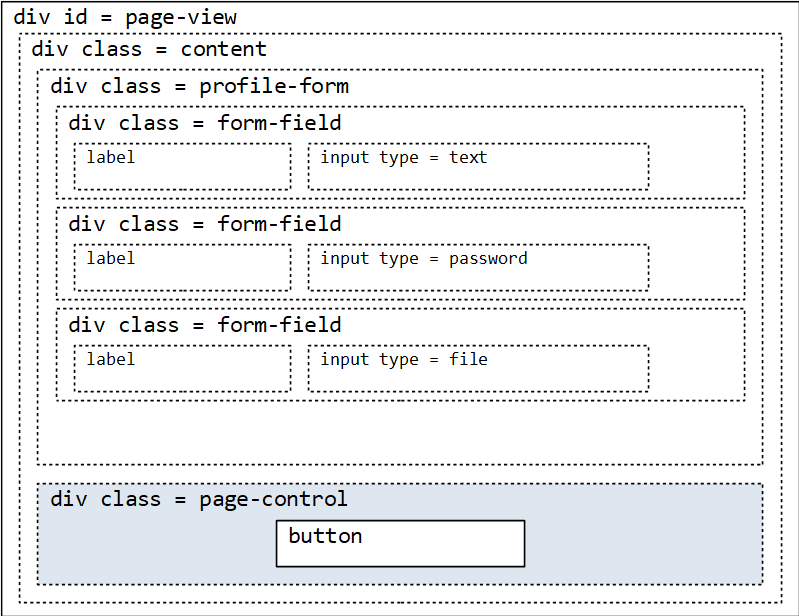 div id = page-view
div class = content
div class = profile-form
div class = form-field
label
input type = text
div class = form-field
label
input type = password
div class = form-field
label
input type = file
div class = page-control
button